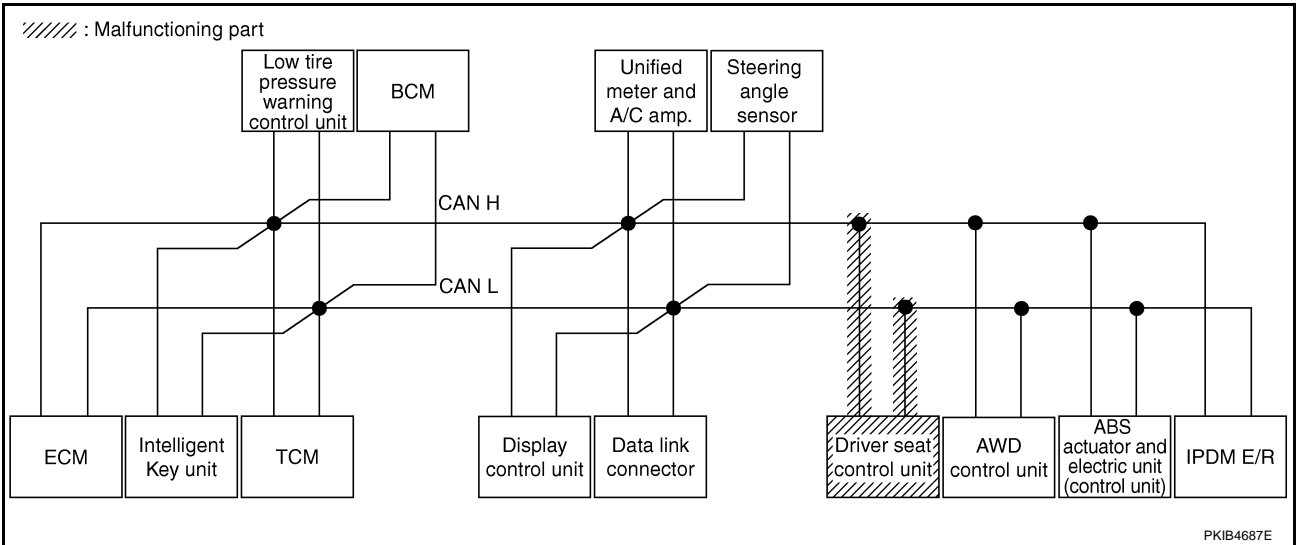 : Malfunctioning part
Low tire
pressure
warning
control unit
BCM
Unified
meter and
A/C amp.
Steering
angle
sensor
CAN H
CAN L
ECM
Intelligent
Key unit
TCM
Display
control unit
Data link
connector
Driver seat
control unit
AWD
control unit
ABS
actuator and
electric unit
(control unit)
IPDM E/R
PKIB4687E